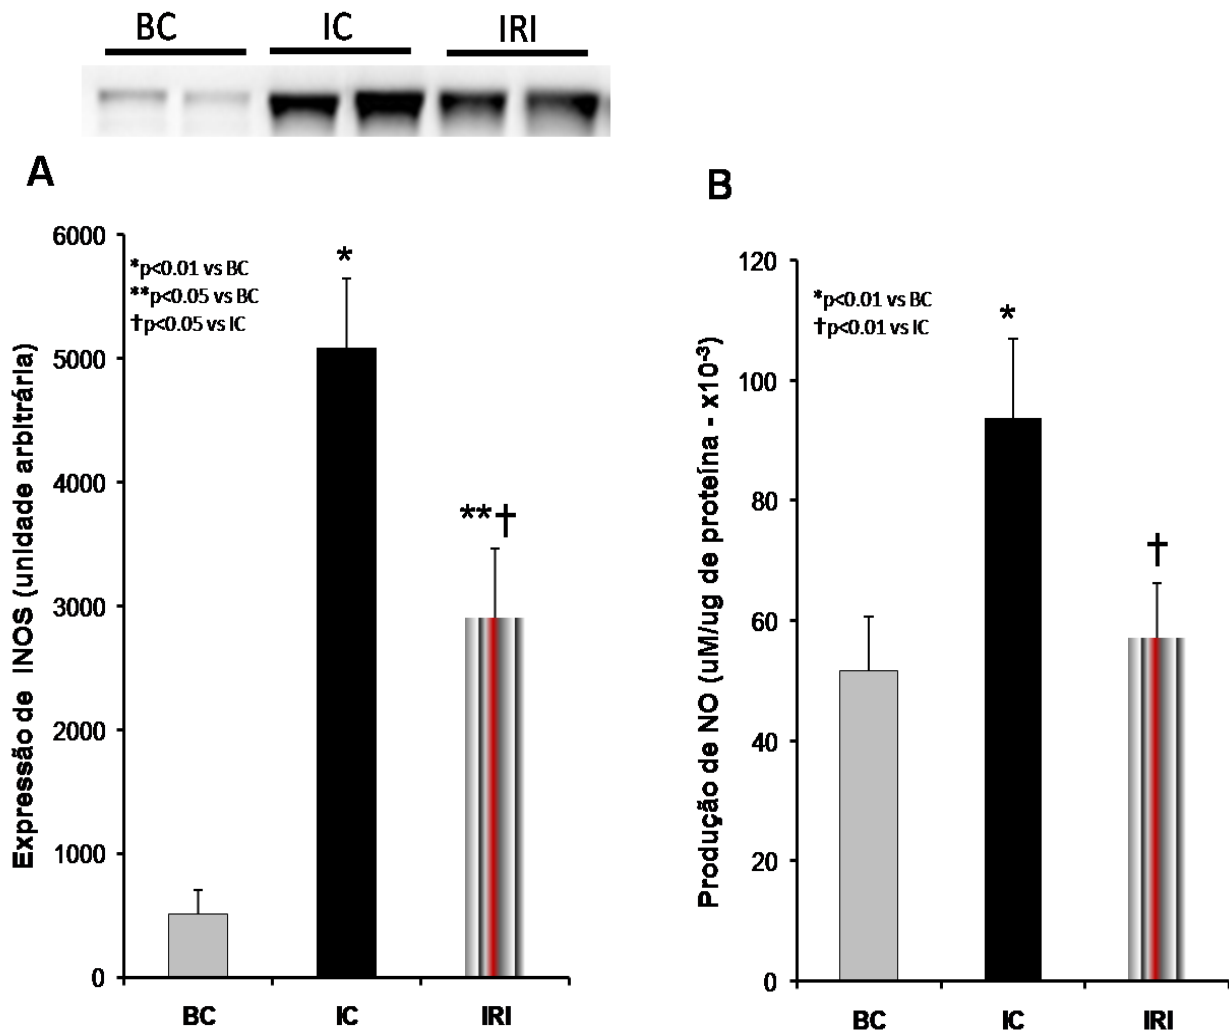 BC IC IRI
A
B
Expressão de INOS (unidade arbitrária)
6000
5000
4000
3000
2000
1000
0
*p<0.01 vs BC
**p<0.05 vs BC
†p<0.05 vs IC
*
**†
BC IC IRI
Produção de NO (uM/ug de proteína - x10⁻³)
120
100
80
60
40
20
0
*p<0.01 vs BC
†p<0.01 vs IC
*
†
BC IC IRI